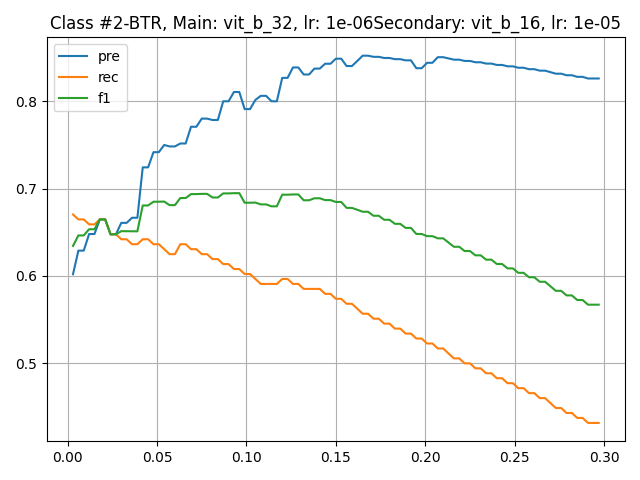 Class #2-BTR, Main: vit_b_32, lr: 1e-06Secondary: vit_b_16, lr: 1e-05
pre
rec
f1
0.8
0.7
0.6
0.5
0.00 0.05 0.10 0.15 0.20 0.25 0.30